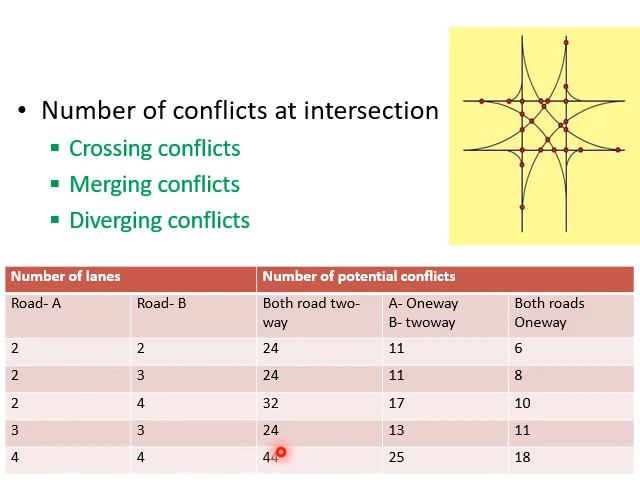 • Number of conflicts at intersection
▪ Crossing conflicts
▪ Merging conflicts
▪ Diverging conflicts
Number of lanes Number of potential conflicts
Road- A Road- B Both road two-way A- Oneway B- twoway Both roads Oneway
2 2 24 11 6
2 3 24 11 8
2 4 32 17 10
3 3 24 13 11
4 4 44 25 18